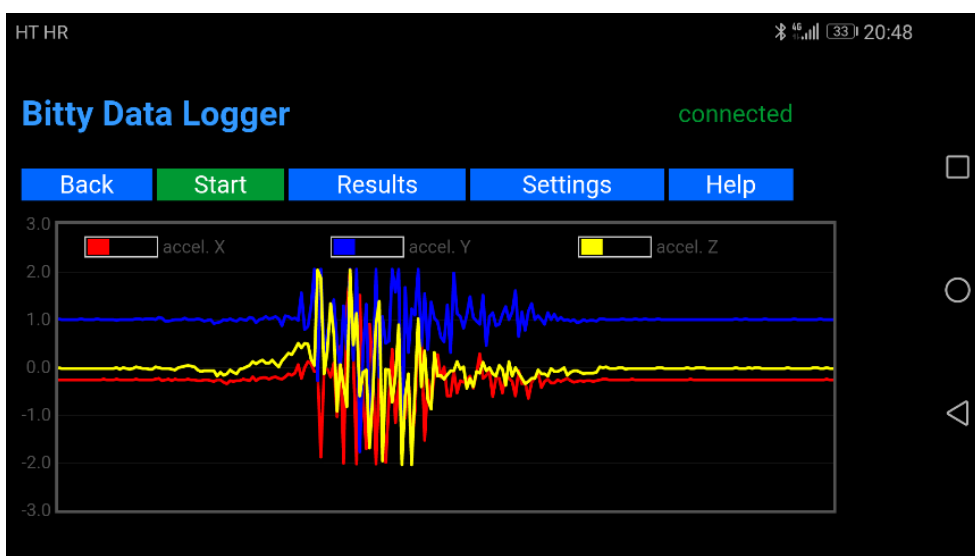 HT HR 4G 33 20:48
Bitty Data Logger connected
Back Start Results Settings Help
3.0
accel. X accel. Y accel. Z
2.0
1.0
0.0
-1.0
-2.0
-3.0